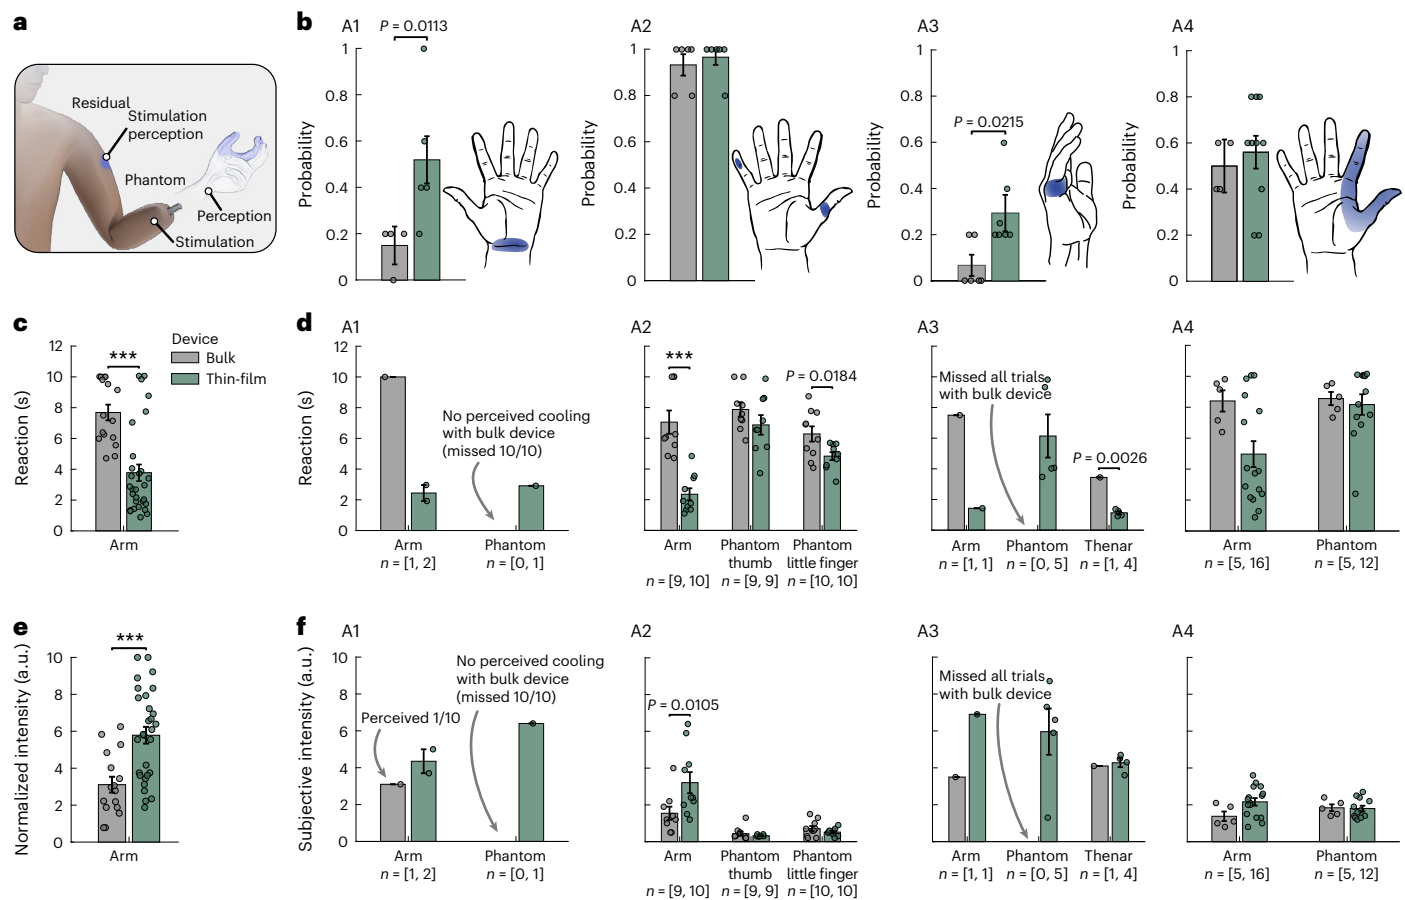 a
Residual
Stimulation
perception
Phantom
Perception
Stimulation
b
A1
P = 0.0113
Probability
1
0.8
0.6
0.4
0.2
0
A2
Probability
1
0.8
0.6
0.4
0.2
0
A3
P = 0.0215
Probability
1
0.8
0.6
0.4
0.2
0
A4
Probability
1
0.8
0.6
0.4
0.2
0
c
Device
Bulk
Thin-film
***
Reaction (s)
12
10
8
6
4
2
0
Arm
d
A1
Reaction (s)
12
10
8
6
4
2
0
No perceived cooling
with bulk device
(missed 10/10)
Arm
n = [1, 2]
Phantom
n = [0, 1]
A2
***
P = 0.0184
Arm
n = [9, 10]
Phantom
thumb
n = [9, 9]
Phantom
little finger
n = [10, 10]
A3
Missed all trials
with bulk device
P = 0.0026
Arm
n = [1, 1]
Phantom
n = [0, 5]
Thenar
n = [1, 4]
A4
Arm
n = [5, 16]
Phantom
n = [5, 12]
e
***
Normalized intensity (a.u.)
10
8
6
4
2
0
Arm
f
A1
Subjective intensity (a.u.)
10
8
6
4
2
0
Perceived 1/10
No perceived cooling
with bulk device
(missed 10/10)
Arm
n = [1, 2]
Phantom
n = [0, 1]
A2
P = 0.0105
Arm
n = [9, 10]
Phantom
thumb
n = [9, 9]
Phantom
little finger
n = [10, 10]
A3
Missed all trials
with bulk device
Arm
n = [1, 1]
Phantom
n = [0, 5]
Thenar
n = [1, 4]
A4
Arm
n = [5, 16]
Phantom
n = [5, 12]